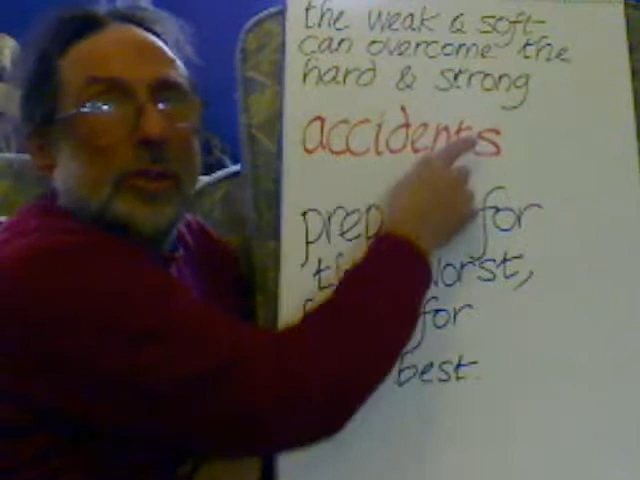 the weak & soft
can overcome the
hard & strong
accidents
for
for
best.